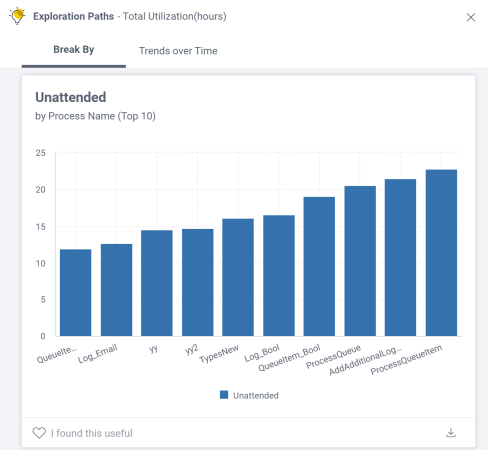 Exploration Paths - Total Utilization(hours)
Break By
Trends over Time
Unattended
by Process Name (Top 10)
25
20
15
10
5
0
QueueIte...
Log_Email
yy
yy2
TypesNew
Log_Bool
QueueItem_Bool
ProcessQueue
AddAdditionalLog...
ProcessQueueItem
Unattended
I found this useful